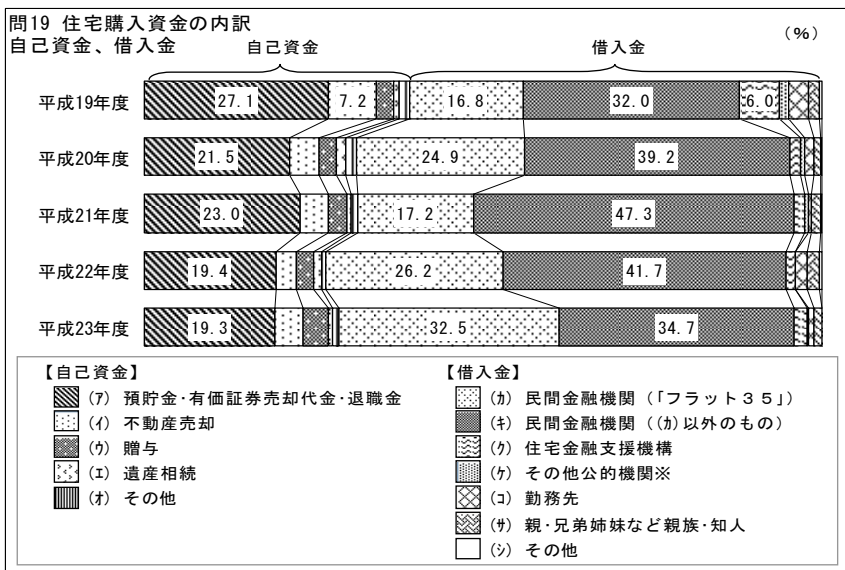 問19 住宅購入資金の内訳
自己資金、借入金
(%)
自己資金
借入金
平成19年度
27.1
7.2
16.8
32.0
6.0
平成20年度
21.5
24.9
39.2
平成21年度
23.0
17.2
47.3
平成22年度
19.4
26.2
41.7
平成23年度
19.3
32.5
34.7
【自己資金】
(ｱ) 預貯金･有価証券売却代金･退職金
(ｲ) 不動産売却
(ｳ) 贈与
(ｴ) 遺産相続
(ｵ) その他
【借入金】
(ｶ) 民間金融機関（｢フラット３５｣）
(ｷ) 民間金融機関（(ｶ)以外のもの）
(ｸ) 住宅金融支援機構
(ｹ) その他公的機関※
(ｺ) 勤務先
(ｻ) 親･兄弟姉妹など親族･知人
(ｼ) その他